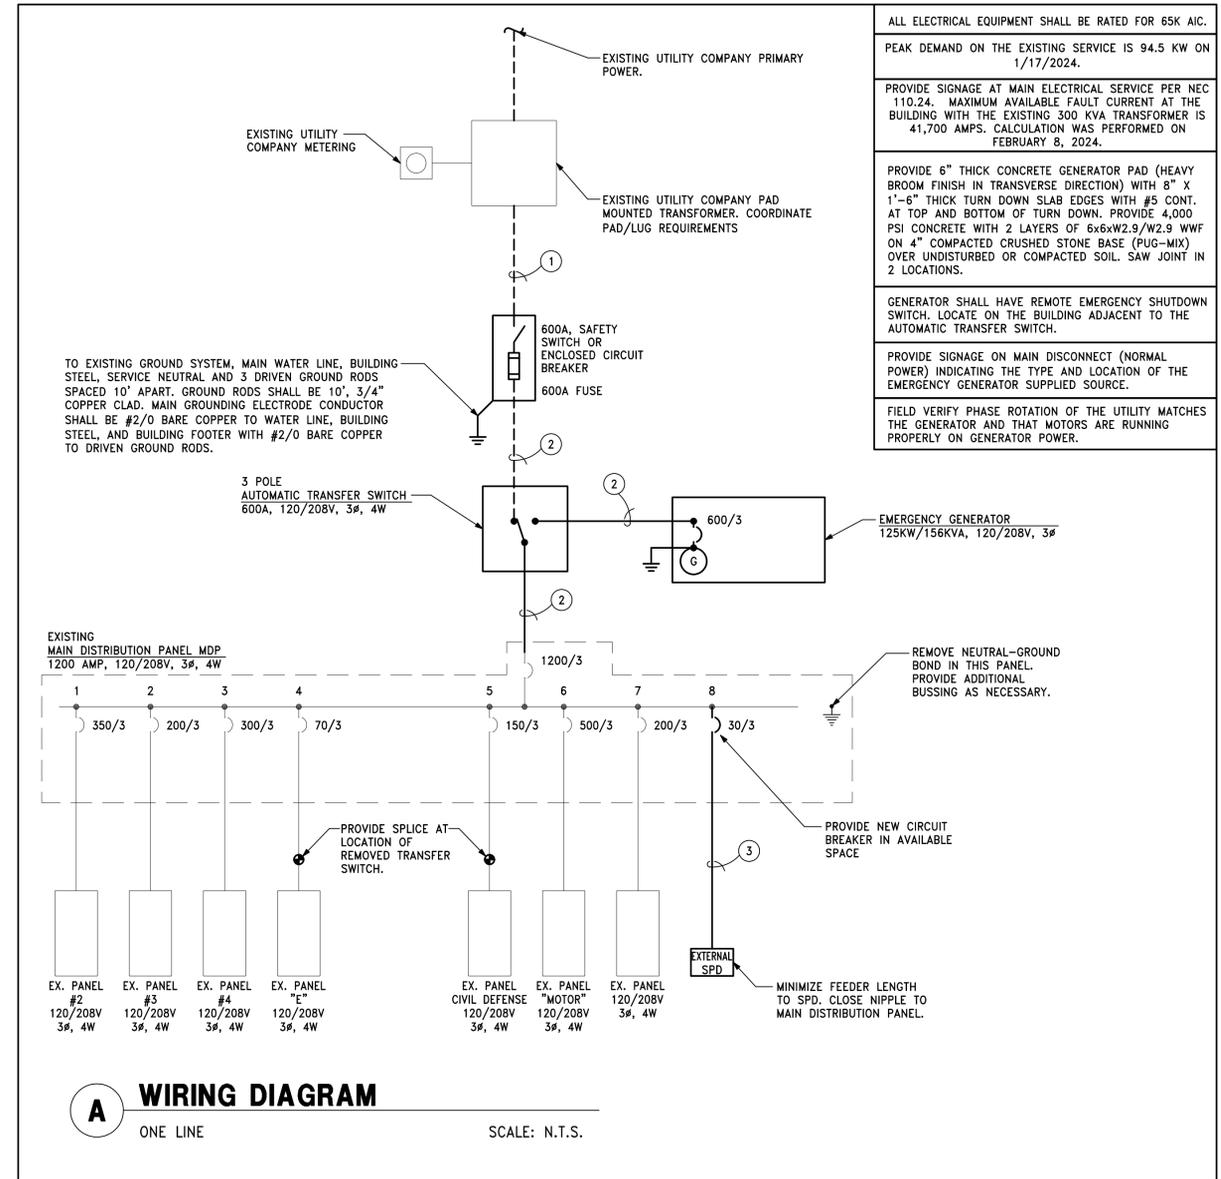 ALL ELECTRICAL EQUIPMENT SHALL BE RATED FOR 65K AIC.
PEAK DEMAND ON THE EXISTING SERVICE IS 94.5 KW ON
1/17/2024.
PROVIDE SIGNAGE AT MAIN ELECTRICAL SERVICE PER NEC
110.24. MAXIMUM AVAILABLE FAULT CURRENT AT THE
BUILDING WITH THE EXISTING 300 KVA TRANSFORMER IS
41,700 AMPS. CALCULATION WAS PERFORMED ON
FEBRUARY 8, 2024.
PROVIDE 6" THICK CONCRETE GENERATOR PAD (HEAVY
BROOM FINISH IN TRANSVERSE DIRECTION) WITH 8" X
1'-6" THICK TURN DOWN SLAB EDGES WITH #5 CONT.
AT TOP AND BOTTOM OF TURN DOWN. PROVIDE 4,000
PSI CONCRETE WITH 2 LAYERS OF 6x6xW2.9/W2.9 WWF
ON 4" COMPACTED CRUSHED STONE BASE (PUG-MIX)
OVER UNDISTURBED OR COMPACTED SOIL. SAW JOINT IN
2 LOCATIONS.
GENERATOR SHALL HAVE REMOTE EMERGENCY SHUTDOWN
SWITCH. LOCATE ON THE BUILDING ADJACENT TO THE
AUTOMATIC TRANSFER SWITCH.
PROVIDE SIGNAGE ON MAIN DISCONNECT (NORMAL
POWER) INDICATING THE TYPE AND LOCATION OF THE
EMERGENCY GENERATOR SUPPLIED SOURCE.
FIELD VERIFY PHASE ROTATION OF THE UTILITY MATCHES
THE GENERATOR AND THAT MOTORS ARE RUNNING
PROPERLY ON GENERATOR POWER.
EXISTING UTILITY COMPANY PRIMARY
POWER.
EXISTING UTILITY
COMPANY METERING
EXISTING UTILITY COMPANY PAD
MOUNTED TRANSFORMER. COORDINATE
PAD/LUG REQUIREMENTS
1
600A, SAFETY
SWITCH OR
ENCLOSED CIRCUIT
BREAKER
600A FUSE
TO EXISTING GROUND SYSTEM, MAIN WATER LINE, BUILDING
STEEL, SERVICE NEUTRAL AND 3 DRIVEN GROUND RODS
SPACED 10' APART. GROUND RODS SHALL BE 10', 3/4"
COPPER CLAD. MAIN GROUNDING ELECTRODE CONDUCTOR
SHALL BE #2/0 BARE COPPER TO WATER LINE, BUILDING
STEEL, AND BUILDING FOOTER WITH #2/0 BARE COPPER
TO DRIVEN GROUND RODS.
2
3 POLE
AUTOMATIC TRANSFER SWITCH
600A, 120/208V, 3ø, 4W
2
600/3
G
EMERGENCY GENERATOR
125KW/156KVA, 120/208V, 3ø
2
EXISTING
MAIN DISTRIBUTION PANEL MDP
1200 AMP, 120/208V, 3ø, 4W
1200/3
REMOVE NEUTRAL-GROUND
BOND IN THIS PANEL.
PROVIDE ADDITIONAL
BUSSING AS NECESSARY.
1 2 3 4 5 6 7 8
350/3 200/3 300/3 70/3 150/3 500/3 200/3 30/3
PROVIDE SPLICE AT
LOCATION OF
REMOVED TRANSFER
SWITCH.
PROVIDE NEW CIRCUIT
BREAKER IN AVAILABLE
SPACE
3
EXTERNAL
SPD
MINIMIZE FEEDER LENGTH
TO SPD. CLOSE NIPPLE TO
MAIN DISTRIBUTION PANEL.
EX. PANEL
#2
120/208V
3ø, 4W
EX. PANEL
#3
120/208V
3ø, 4W
EX. PANEL
#4
120/208V
3ø, 4W
EX. PANEL
"E"
120/208V
3ø, 4W
EX. PANEL
CIVIL DEFENSE
120/208V
3ø, 4W
EX. PANEL
"MOTOR"
120/208V
3ø, 4W
EX. PANEL
120/208V
3ø, 4W
A
WIRING DIAGRAM
ONE LINE SCALE: N.T.S.